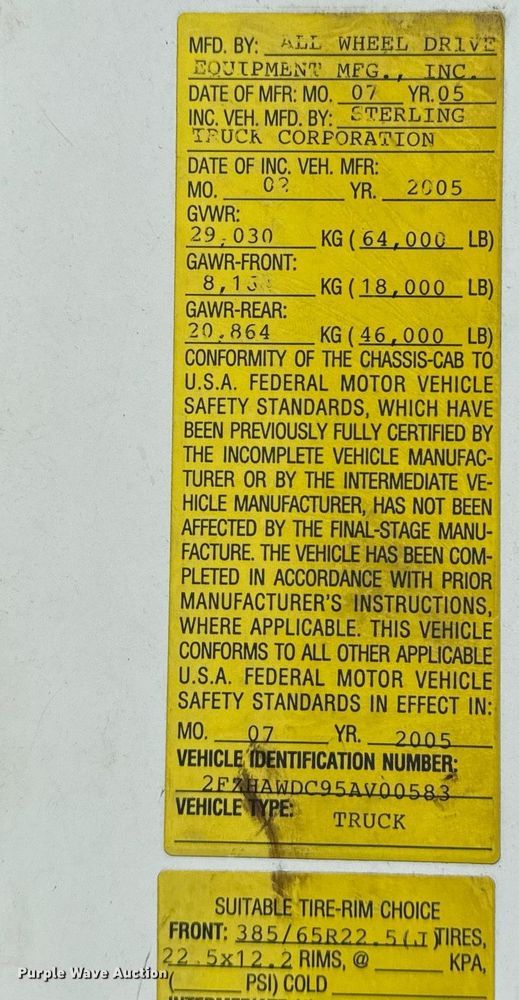 MFD. BY: ALL WHEEL DRIVE
EQUIPMENT MFG., INC.
DATE OF MFR: MO. 07 YR. 05
INC. VEH. MFD. BY: STERLING
TRUCK CORPORATION
DATE OF INC. VEH. MFR:
MO. YR. 2005
GVWR:
29,030 KG ( 64,000 LB)
GAWR-FRONT:
KG ( 18,000 LB)
GAWR-REAR:
20,864 KG ( 46,000 LB)
CONFORMITY OF THE CHASSIS-CAB TO
U.S.A. FEDERAL MOTOR VEHICLE
SAFETY STANDARDS, WHICH HAVE
BEEN PREVIOUSLY FULLY CERTIFIED BY
THE INCOMPLETE VEHICLE MANUFAC-
TURER OR BY THE INTERMEDIATE VE-
HICLE MANUFACTURER, HAS NOT BEEN
AFFECTED BY THE FINAL-STAGE MANU-
FACTURE. THE VEHICLE HAS BEEN COM-
PLETED IN ACCORDANCE WITH PRIOR
MANUFACTURER'S INSTRUCTIONS,
WHERE APPLICABLE. THIS VEHICLE
CONFORMS TO ALL OTHER APPLICABLE
U.S.A. FEDERAL MOTOR VEHICLE
SAFETY STANDARDS IN EFFECT IN:
MO. 07 YR. 2005
VEHICLE IDENTIFICATION NUMBER:
2FZHAWDC95AV00583
VEHICLE TYPE: TRUCK
SUITABLE TIRE-RIM CHOICE
FRONT: 385/65R22.5(J) TIRES,
22.5x12.2 RIMS, @ KPA,
( PSI) COLD
Purple Wave Auction